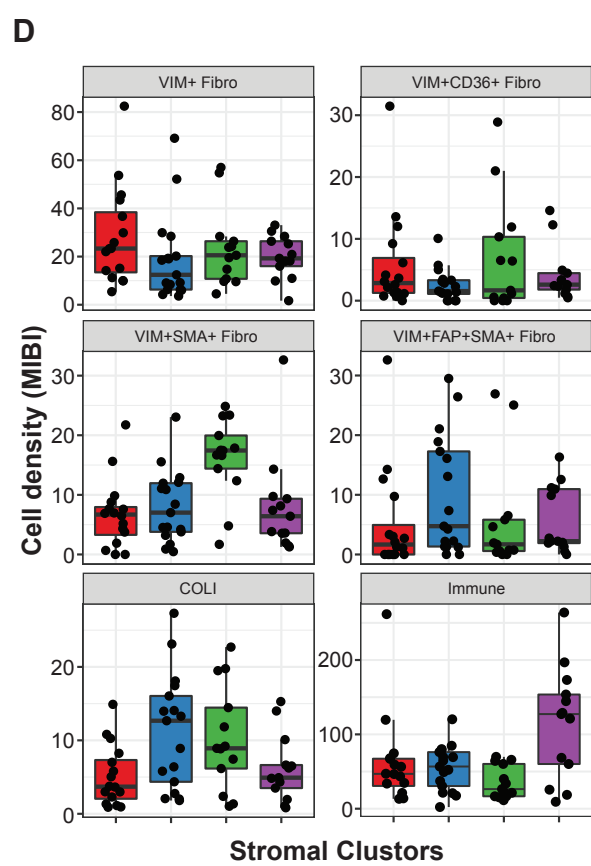 D
VIM+ Fibro
VIM+CD36+ Fibro
80
60
40
20
0
30
20
10
0
VIM+SMA+ Fibro
VIM+FAP+SMA+ Fibro
30
20
10
0
30
20
10
0
COLI
Immune
20
10
0
200
100
0
Cell density (MIBI)
Stromal Clustors